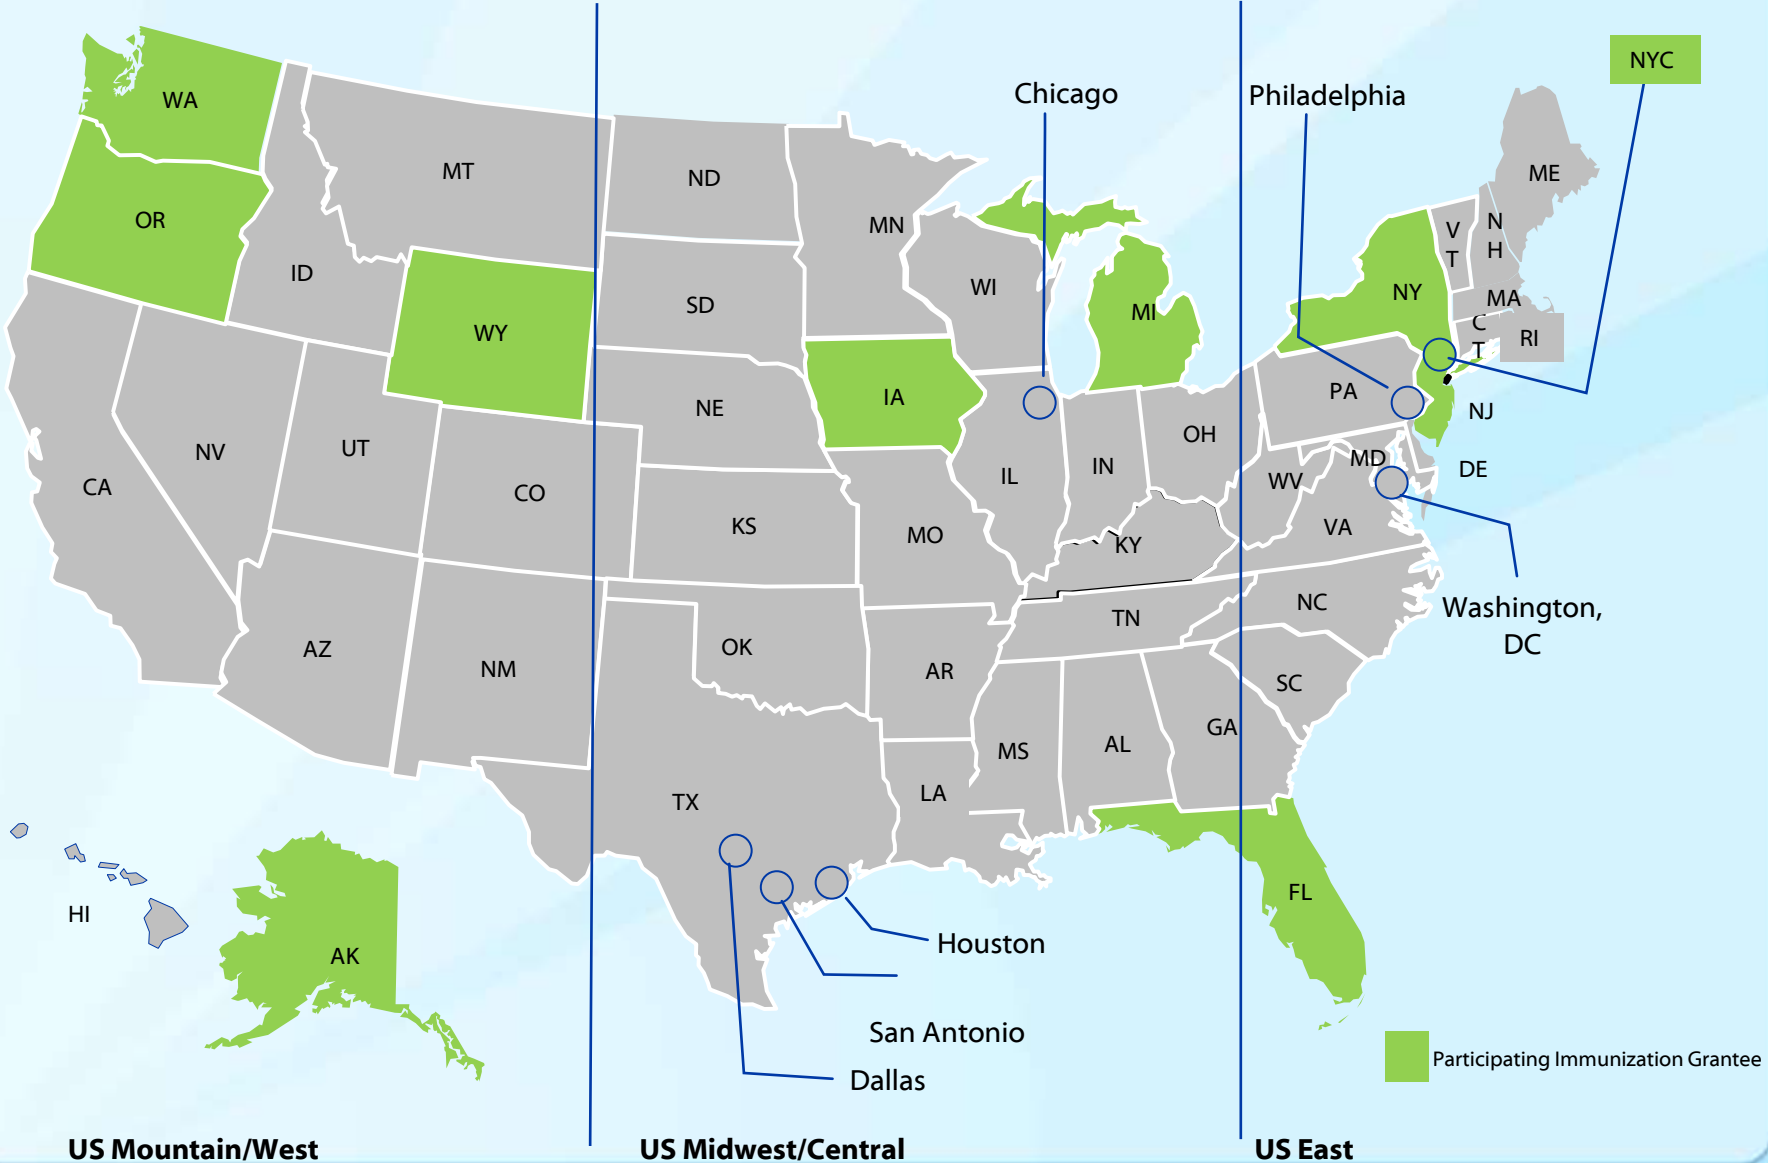 NYC
Chicago
Philadelphia
WA
MT
ND
MN
ME
OR
ID
SD
WI
V
T
N
H
NY
MA
MI
WY
C
T
RI
NE
IA
PA
NJ
NV
UT
CO
CA
KS
MO
IL
IN
OH
WV
MD
DE
VA
KY
Washington,
DC
AZ
NM
OK
AR
TN
NC
SC
TX
LA
MS
AL
GA
HI
AK
FL
Houston
San Antonio
Dallas
Participating Immunization Grantee
US Mountain/West
US Midwest/Central
US East